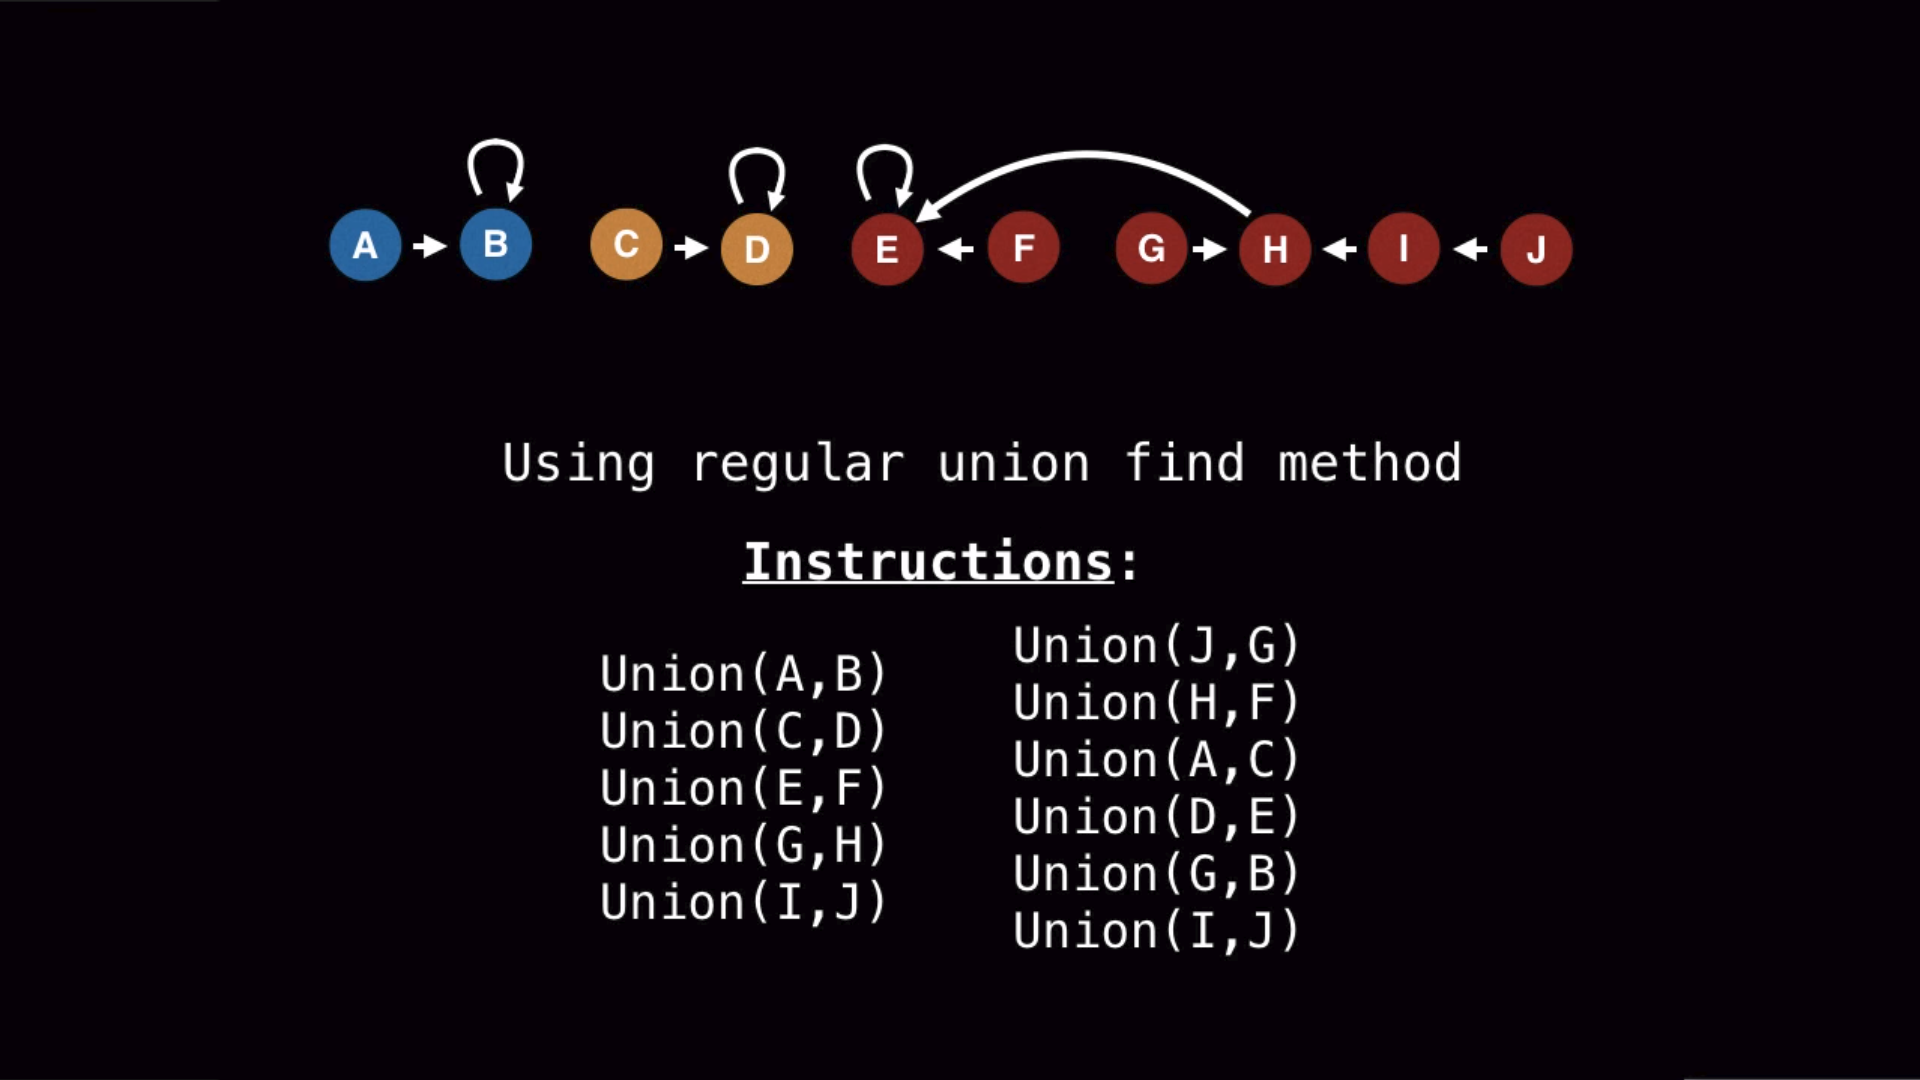 A B C D E F G H I J
Using regular union find method
Instructions:
Union(A,B)
Union(C,D)
Union(E,F)
Union(G,H)
Union(I,J)
Union(J,G)
Union(H,F)
Union(A,C)
Union(D,E)
Union(G,B)
Union(I,J)